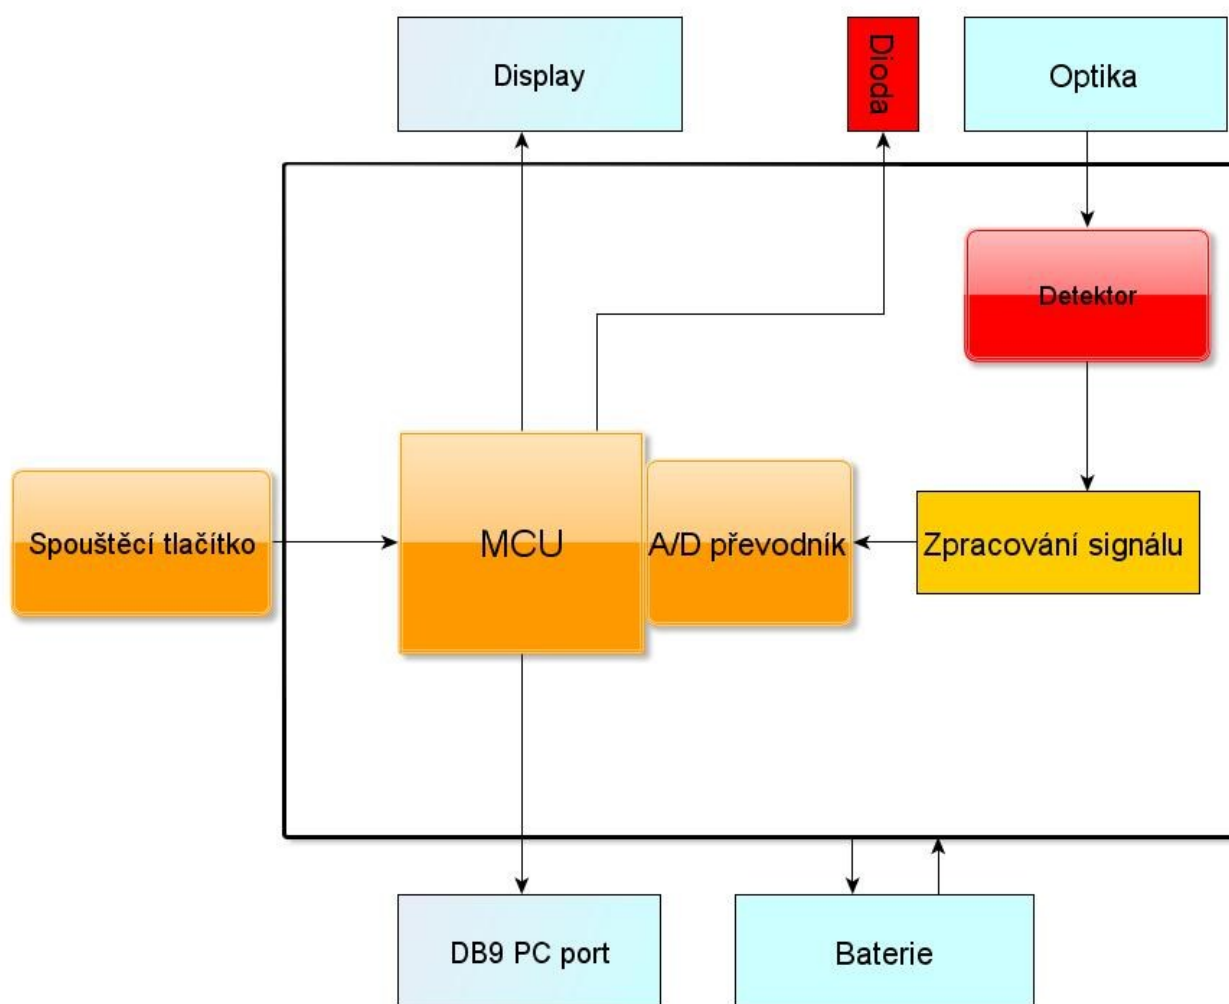 Display
Dioda
Optika
Detektor
Spouštěcí tlačítko
MCU
A/D převodník
Zpracování signálu
DB9 PC port
Baterie